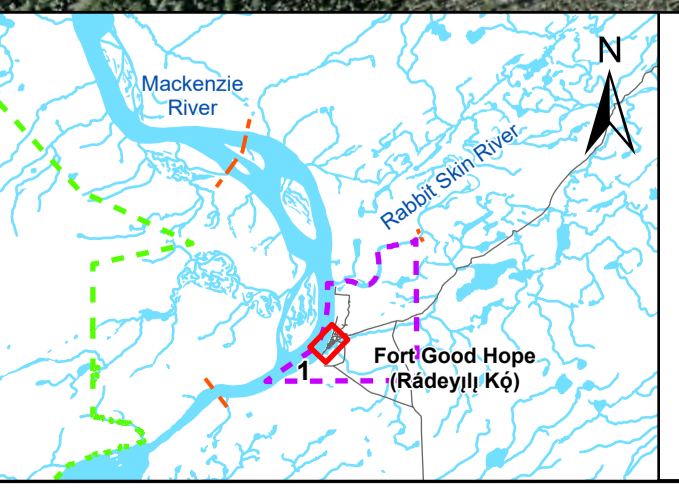 N
Mackenzie
River
Rabbit Skin River
Fort Good Hope
1
(Rádeyı̨lı̨ Kǫ́)